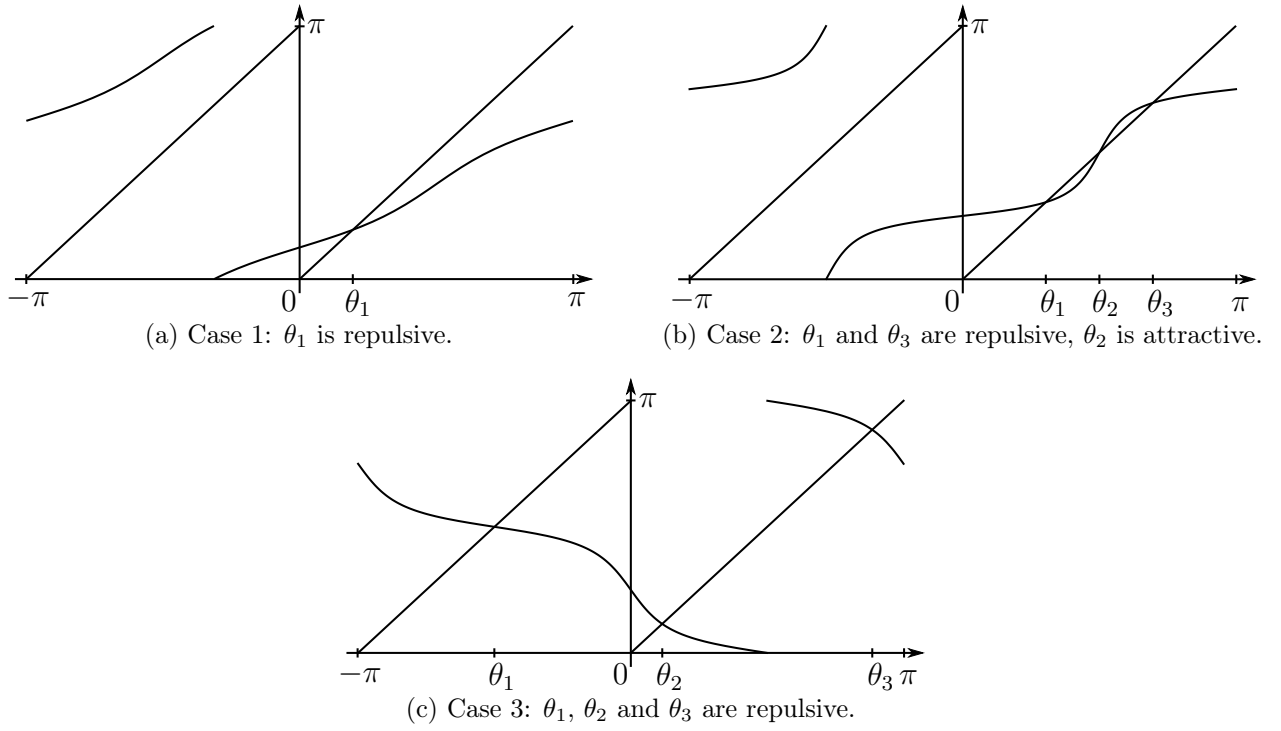 π
−π 0 θ₁ π
(a) Case 1: θ₁ is repulsive.
π
−π 0 θ₁ θ₂ θ₃ π
(b) Case 2: θ₁ and θ₃ are repulsive, θ₂ is attractive.
π
−π θ₁ 0 θ₂ θ₃ π
(c) Case 3: θ₁, θ₂ and θ₃ are repulsive.